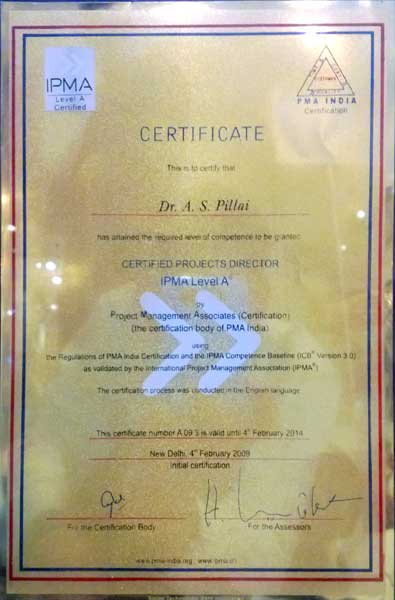 IPMA
Level A
Certified
PMA INDIA
Certification
CERTIFICATE
This is to certify that
Dr. A. S. Pillai
has attained the required level of competence to be granted
CERTIFIED PROJECTS DIRECTOR
IPMA Level A®
by
Project Management Associates (Certification)
(the certification body of PMA India)
using
the Regulations of PMA India Certification and the IPMA Competence Baseline (ICB® Version 3.0)
as validated by the International Project Management Association (IPMA®)
The certification process was conducted in the English language
This certificate number A 09 3 is valid until 4th February 2014
New Delhi, 4th February 2009
Initial certification
For the Certification Body
For the Assessors
www.pma-india.org www.ipma.ch